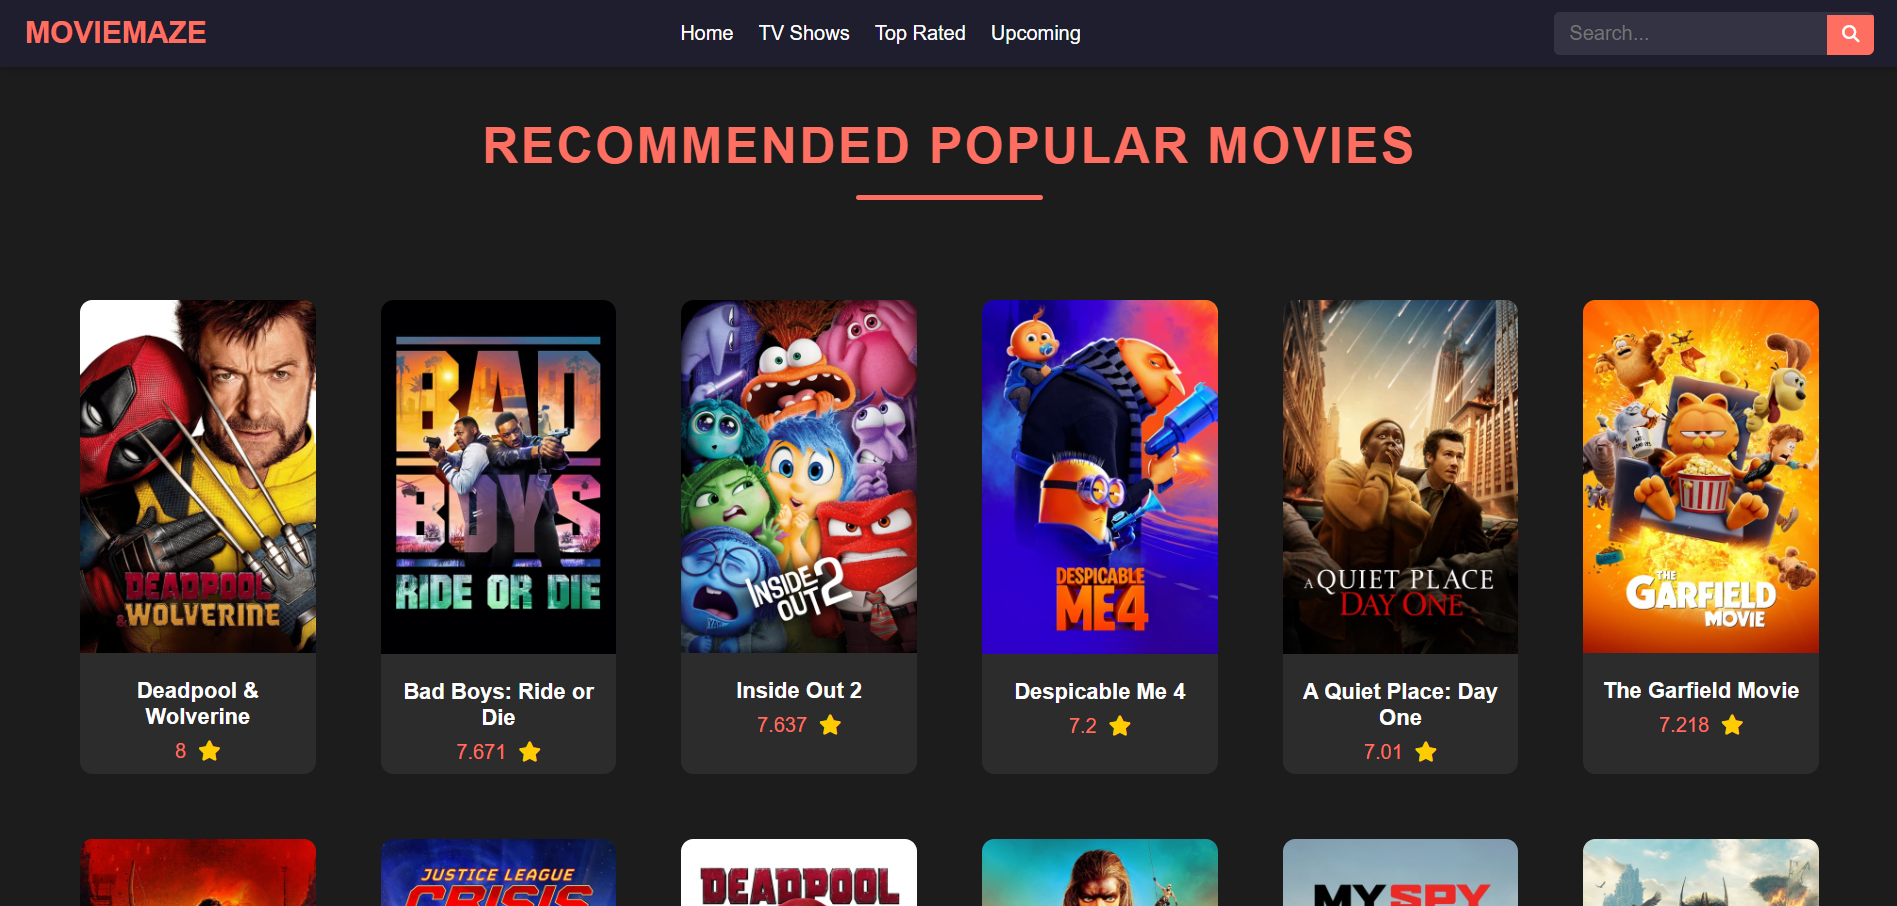 MOVIEMAZE
Home
TV Shows
Top Rated
Upcoming
Search...
RECOMMENDED POPULAR MOVIES
DEADPOOL
& WOLVERINE
Deadpool &
Wolverine
8
BAD
BOYS
RIDE OR DIE
Bad Boys: Ride or
Die
7.671
INSIDE
OUT 2
Inside Out 2
7.637
DESPICABLE
ME 4
Despicable Me 4
7.2
A QUIET PLACE
DAY ONE
A Quiet Place: Day
One
7.01
THE
GARFIELD
MOVIE
The Garfield Movie
7.218
JUSTICE LEAGUE
CRISIS
DEADPOOL
MY SPY